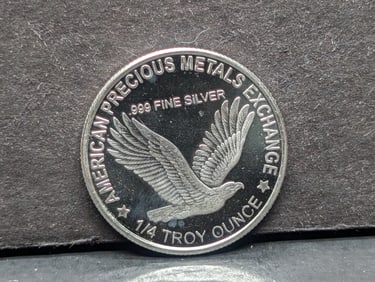 AMERICAN PRECIOUS METALS EXCHANGE
.999 FINE SILVER
1/4 TROY OUNCE